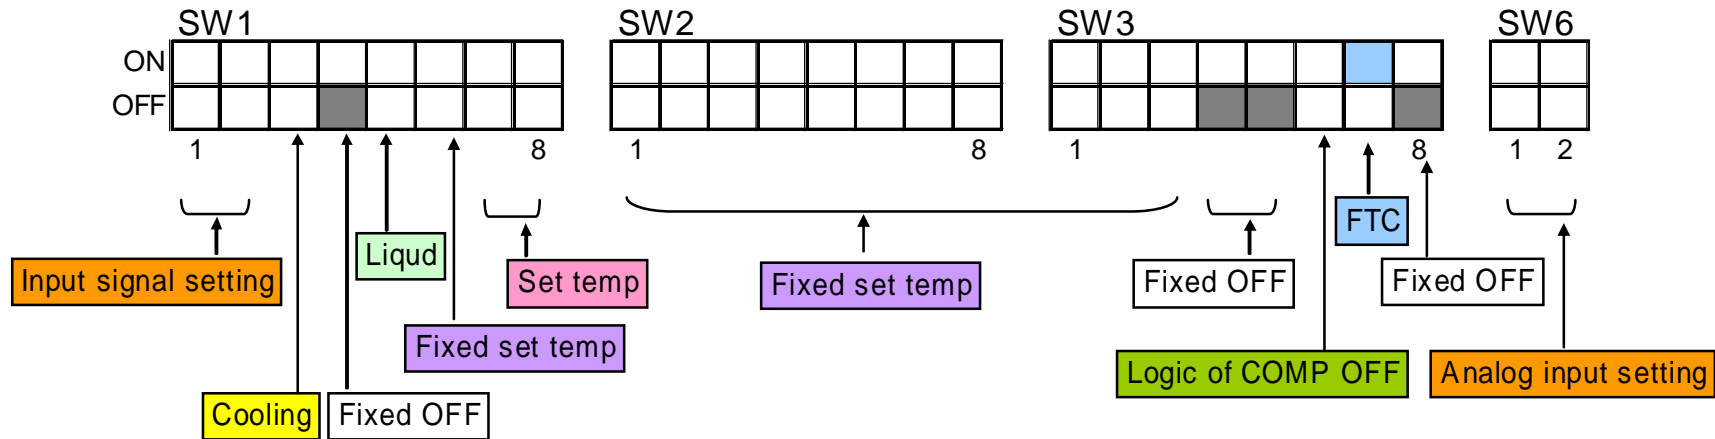 SW1 SW2 SW3 SW6
ON
OFF
1 8 1 8 1 8 1 2
FTC
Liqud
Input signal setting Set temp Fixed set temp Fixed OFF Fixed OFF
Fixed set temp
Logic of COMP OFF Analog input setting
Cooling Fixed OFF